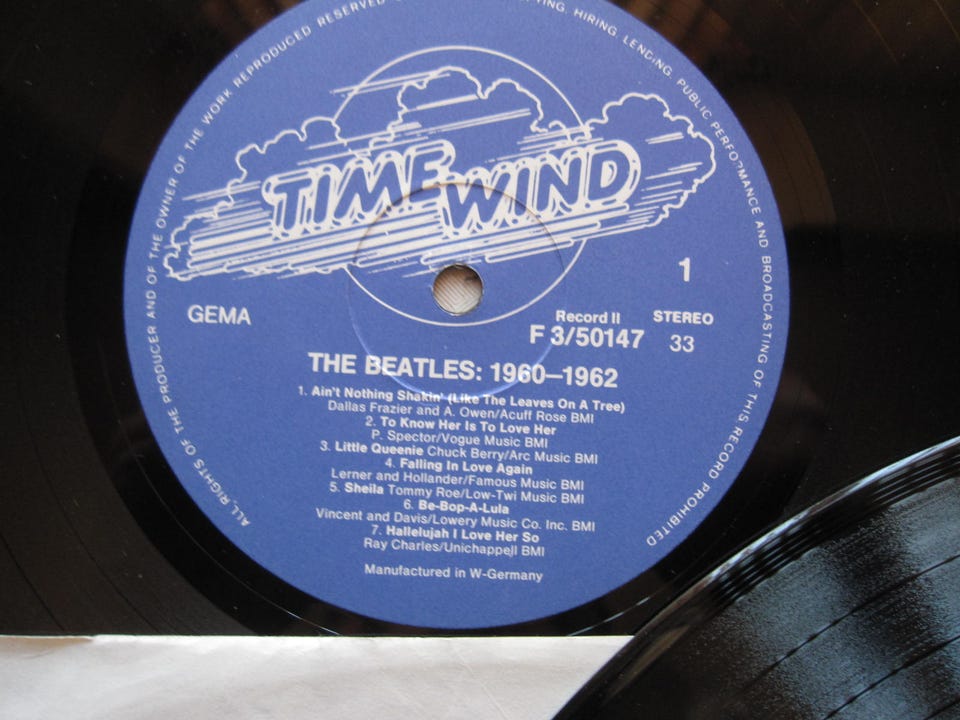 ALL RIGHTS OF THE PRODUCER AND OF THE OWNER OF THE WORK REPRODUCED RESERVED
TING, HIRING, LENDING, PUBLIC PERFORMANCE AND BROADCASTING OF THIS RECORD PROHIBITED
TIME WIND
1
GEMA
Record II
STEREO
F 3/50147
33
THE BEATLES: 1960–1962
1. Ain't Nothing Shakin' (Like The Leaves On A Tree)
Dallas Frazier and A. Owen/Acuff Rose BMI
2. To Know Her Is To Love Her
P. Spector/Vogue Music BMI
3. Little Queenie Chuck Berry/Arc Music BMI
4. Falling In Love Again
Lerner and Hollander/Famous Music BMI
5. Sheila Tommy Roe/Low-Twi Music BMI
6. Be-Bop-A-Lula
Vincent and Davis/Lowery Music Co. Inc. BMI
7. Hallelujah I Love Her So
Ray Charles/Unichappell BMI
Manufactured in W-Germany